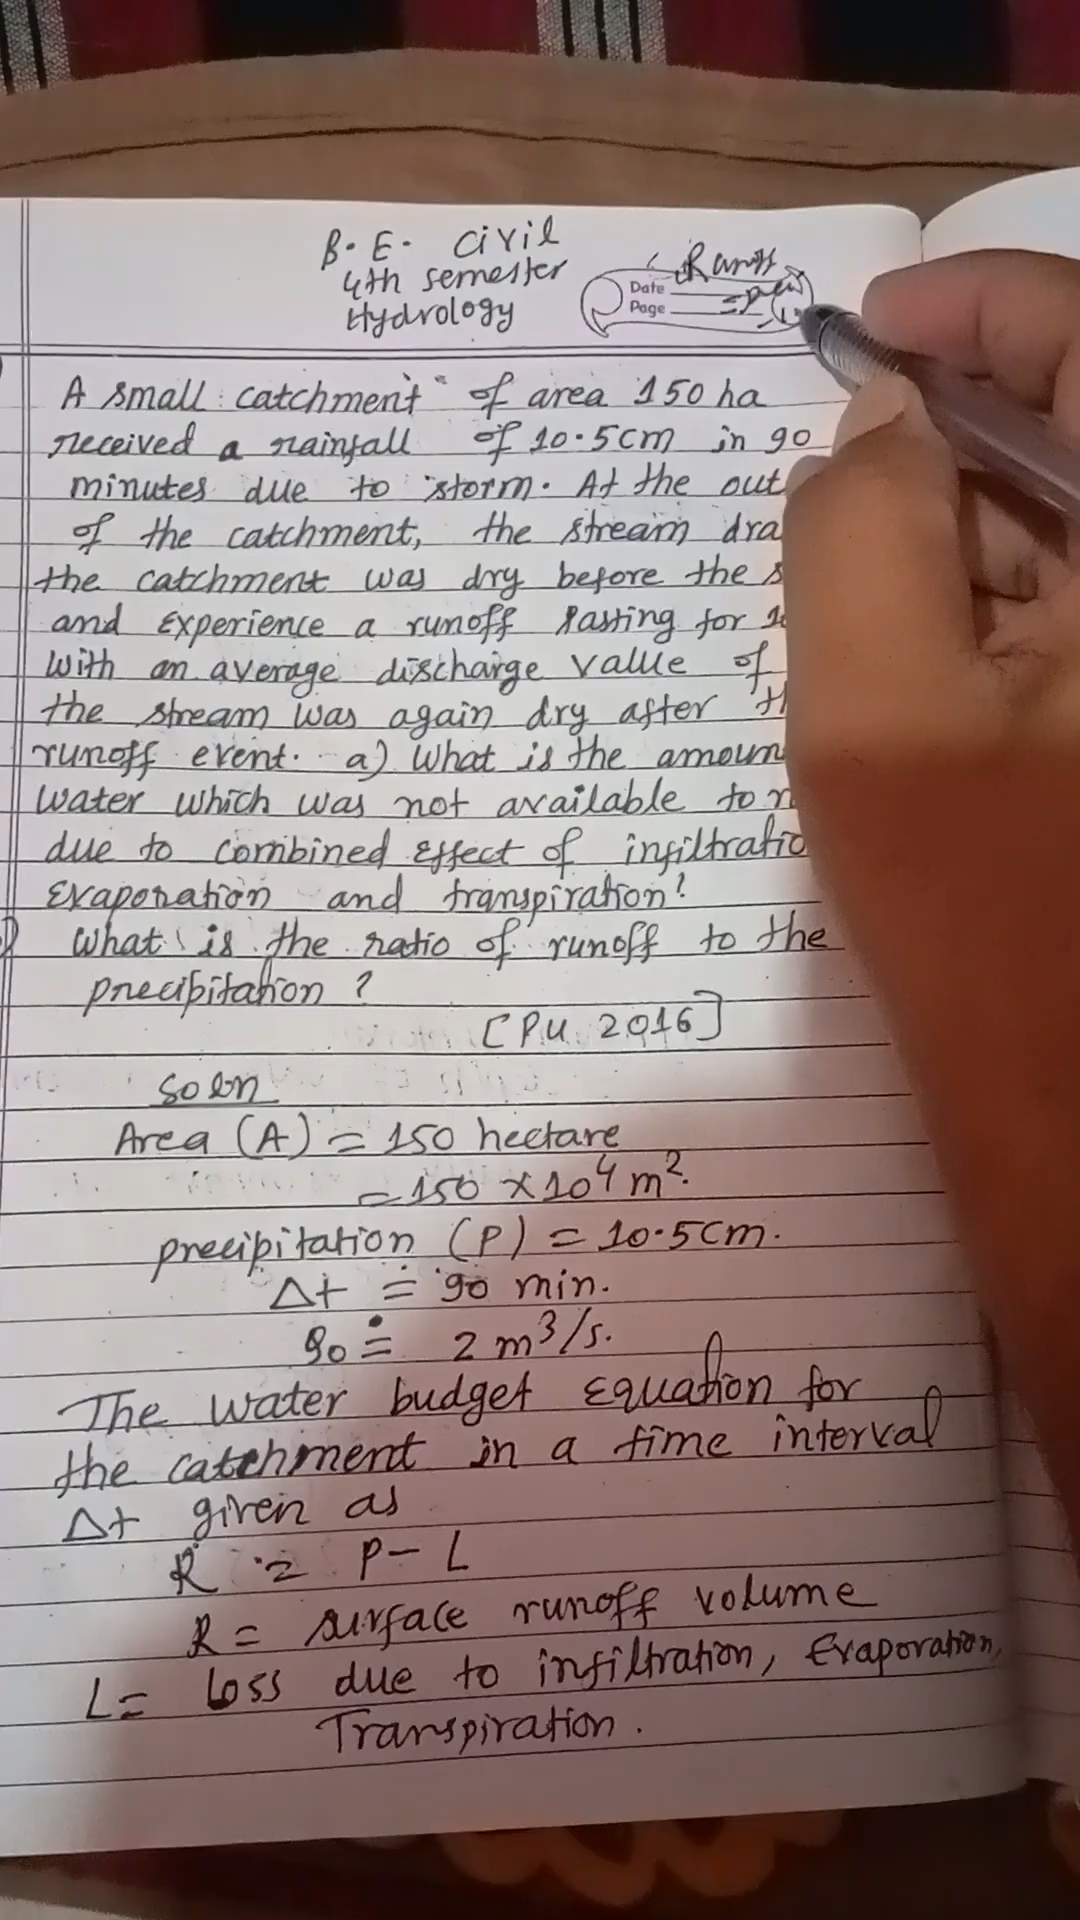 B.E. Civil
4th semester
Hydrology
Runoff
Date
Page
A small catchment of area 150 ha
received a rainfall of 10.5cm in 90
minutes due to storm. At the out
of the catchment, the stream dra
the catchment was dry before the s
and Experience a runoff lasting for
with an average discharge value of
the stream was again dry after th
runoff event. a) What is the amoun
water which was not available to r
due to combined effect of infiltratio
Evaporation and transpiration?
What is the ratio of runoff to the
precipitation?
[PU 2016]
Soln
Area (A) = 150 hectare
= 150 × 10⁴ m².
precipitation (P) = 10.5cm.
Δt = 90 min.
= 2 m³/s.
The water budget Equation for
the catchment in a time interval
Δt given as
R = P - L
R = surface runoff volume
L = Loss due to infiltration, Evaporation,
Transpiration.